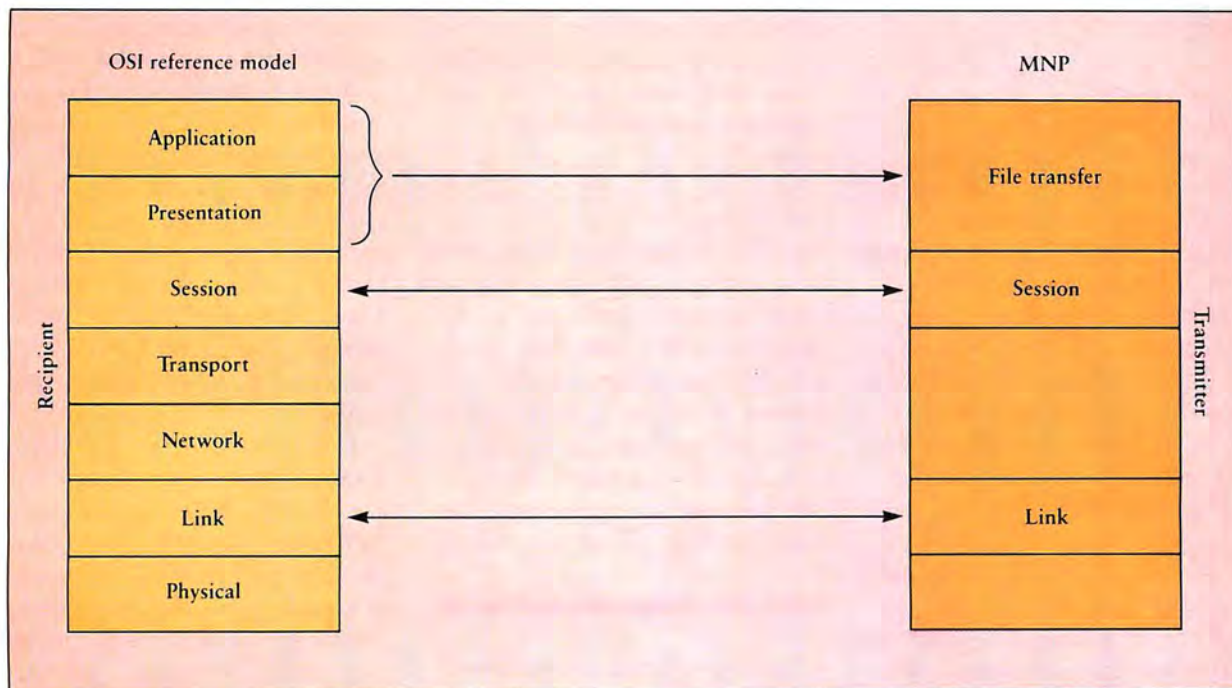 OSI reference model
MNP
Application
Presentation
Session
Transport
Network
Link
Physical
File transfer
Session
Link
Recipient
Transmitter